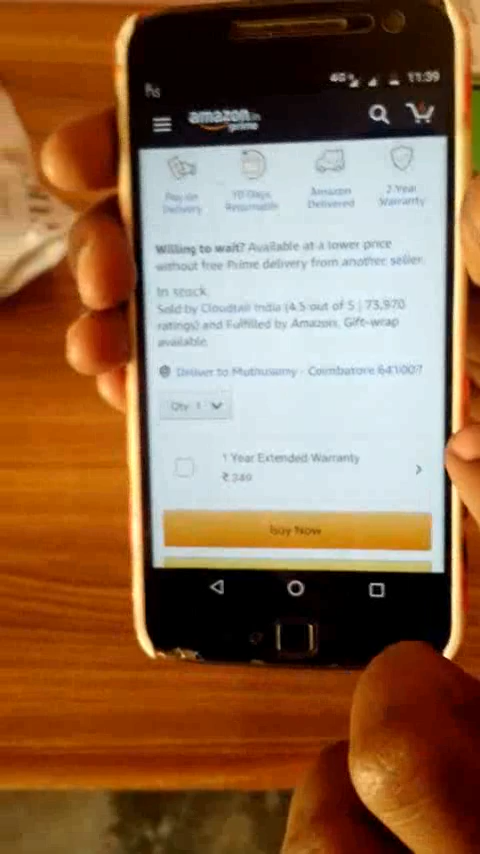 4G 11:39
amazon.in
prime
Pay on Delivery
10 Days Returnable
Amazon Delivered
2 Year Warranty
Willing to wait? Available at a lower price
without free Prime delivery from another seller.
In stock.
Sold by Cloudtail India (4.5 out of 5 | 73,970
ratings) and Fulfilled by Amazon. Gift-wrap
available.
Deliver to Muthusamy - Coimbatore 641007
Qty: 1
1 Year Extended Warranty
₹ 349
Buy Now